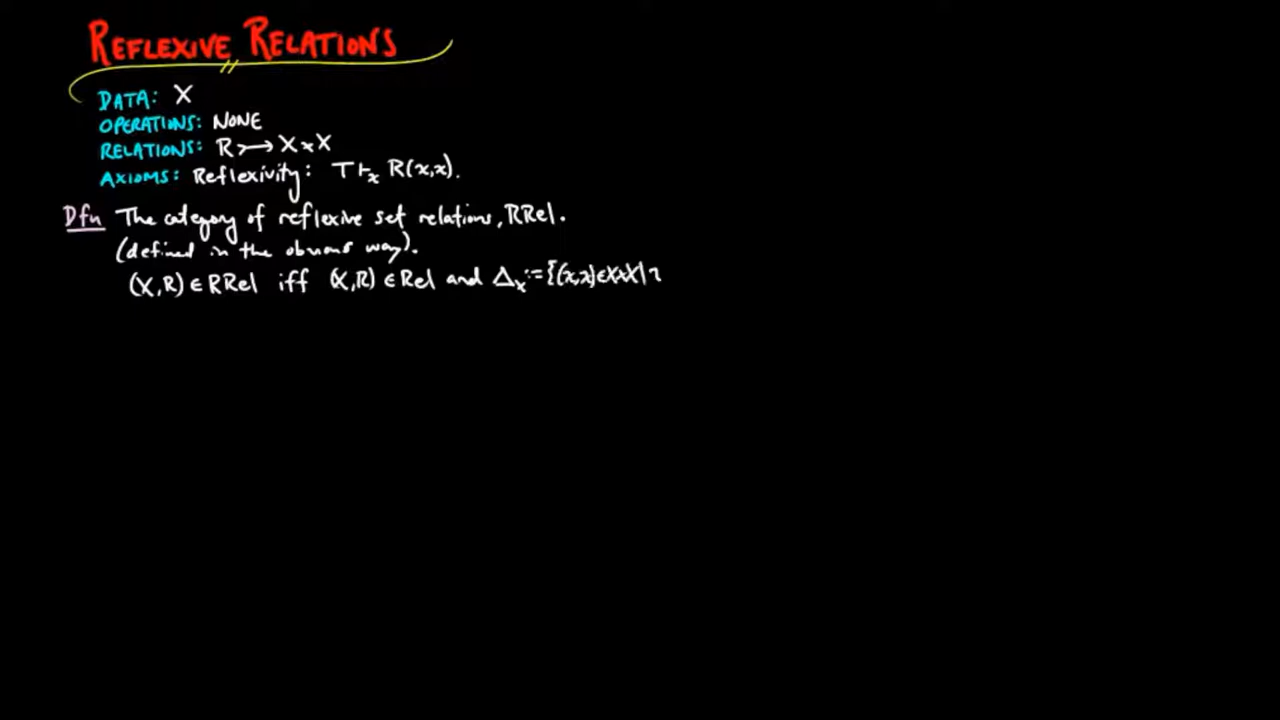 REFLEXIVE RELATIONS
DATA: X
OPERATIONS: NONE
RELATIONS: R ↣ X × X
AXIOMS: Reflexivity: ⊤ ⊢ₓ R(x,x).
Dfn The category of reflexive set relations, RRel.
(defined in the obvious way).
(X,R) ∈ RRel iff (X,R) ∈ Rel and Δₓ := {(x,x) ∈ X×X |